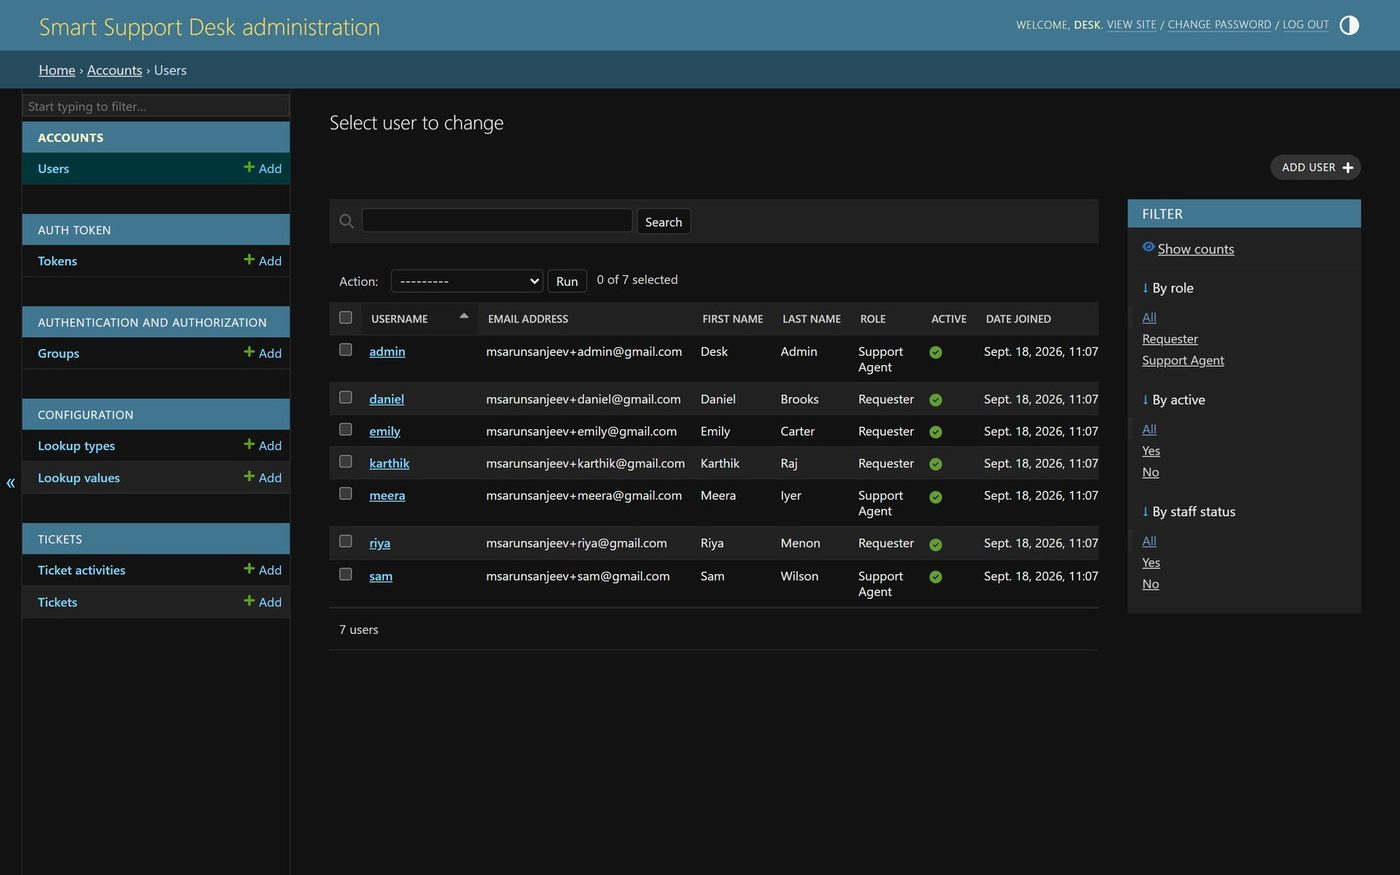 Smart Support Desk administration
WELCOME, DESK. VIEW SITE / CHANGE PASSWORD / LOG OUT
Home › Accounts › Users
Start typing to filter...
ACCOUNTS
Users + Add
AUTH TOKEN
Tokens + Add
AUTHENTICATION AND AUTHORIZATION
Groups + Add
CONFIGURATION
Lookup types + Add
Lookup values + Add
TICKETS
Ticket activities + Add
Tickets + Add
«
Select user to change
ADD USER +
Search
Action: --------- Run 0 of 7 selected
USERNAME EMAIL ADDRESS FIRST NAME LAST NAME ROLE ACTIVE DATE JOINED
admin msarunsanjeev+admin@gmail.com Desk Admin Support Agent Sept. 18, 2026, 11:07
daniel msarunsanjeev+daniel@gmail.com Daniel Brooks Requester Sept. 18, 2026, 11:07
emily msarunsanjeev+emily@gmail.com Emily Carter Requester Sept. 18, 2026, 11:07
karthik msarunsanjeev+karthik@gmail.com Karthik Raj Requester Sept. 18, 2026, 11:07
meera msarunsanjeev+meera@gmail.com Meera Iyer Support Agent Sept. 18, 2026, 11:07
riya msarunsanjeev+riya@gmail.com Riya Menon Requester Sept. 18, 2026, 11:07
sam msarunsanjeev+sam@gmail.com Sam Wilson Support Agent Sept. 18, 2026, 11:07
7 users
FILTER
Show counts
↓ By role
All
Requester
Support Agent
↓ By active
All
Yes
No
↓ By staff status
All
Yes
No